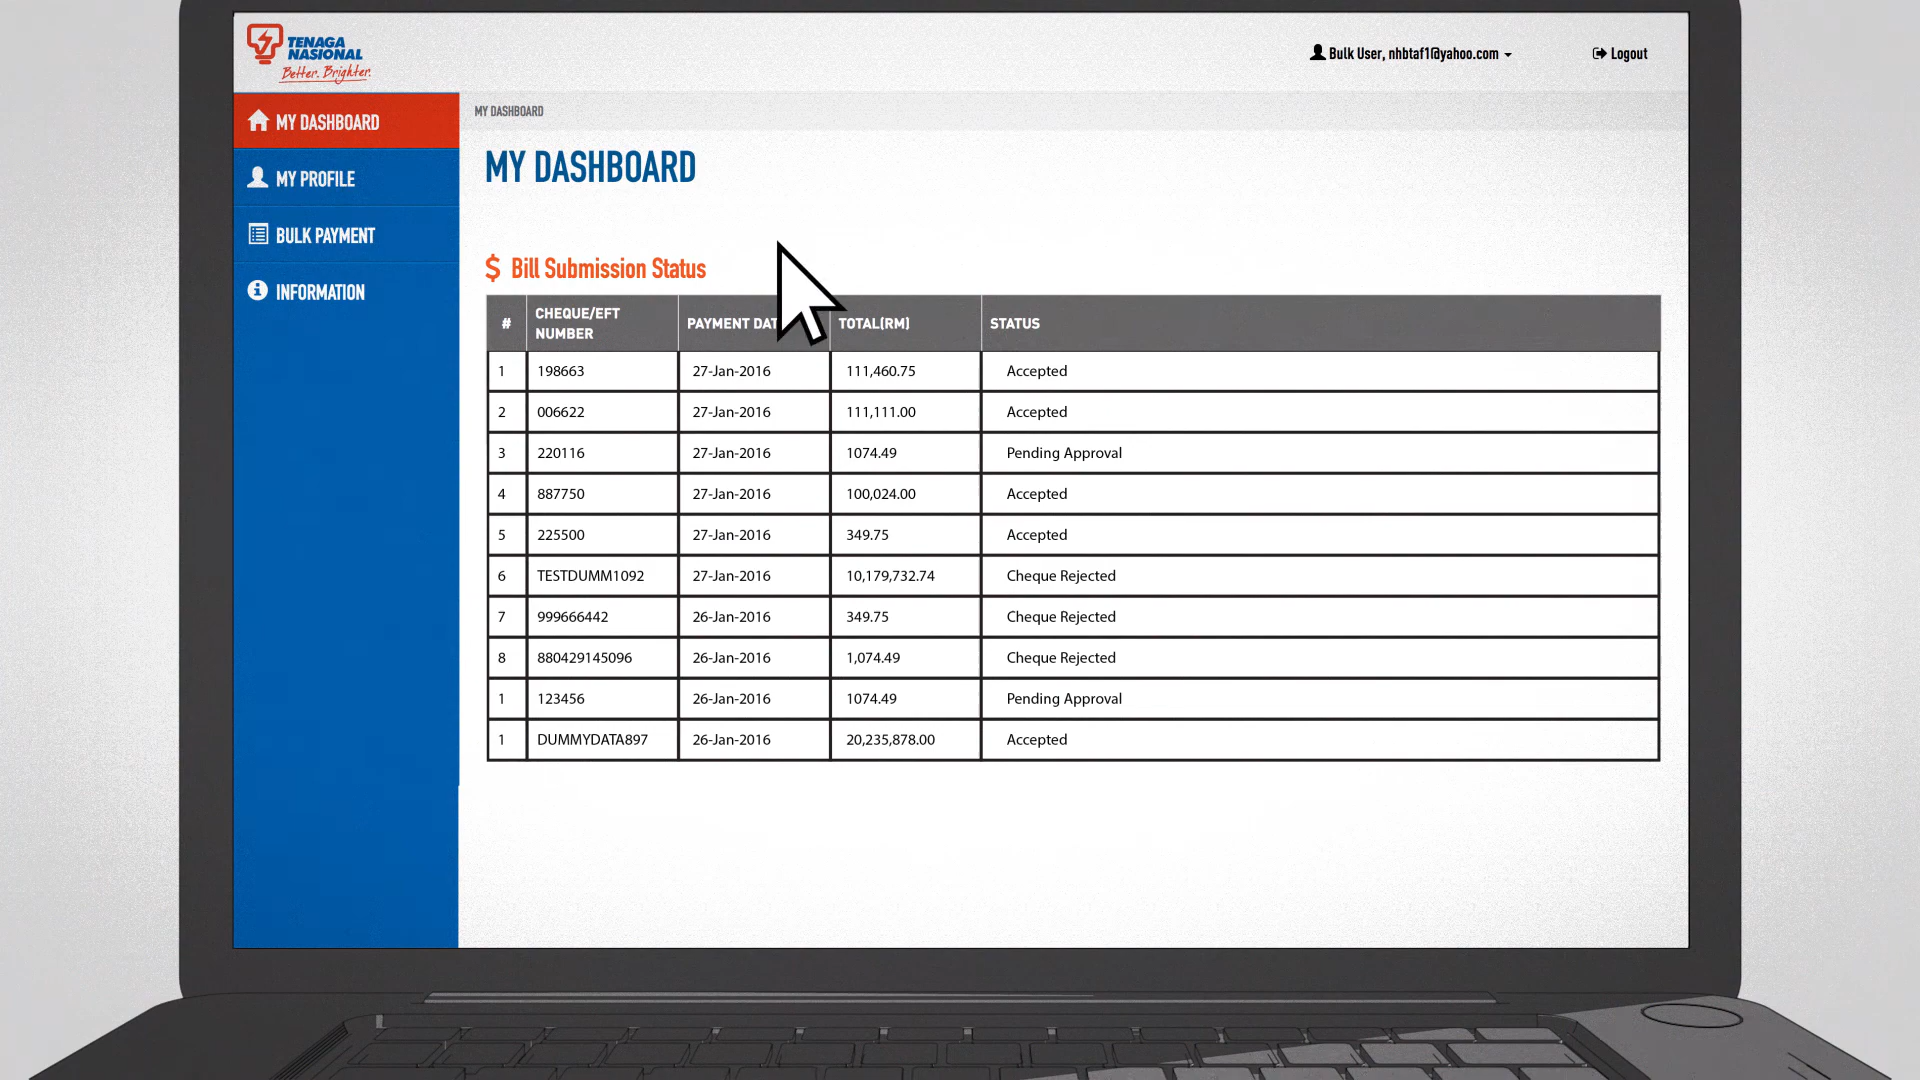 TENAGA
NASIONAL
Better. Brighter.
Bulk User, nhbtaf1@yahoo.com
Logout
MY DASHBOARD
MY PROFILE
BULK PAYMENT
INFORMATION
MY DASHBOARD
MY DASHBOARD
$ Bill Submission Status
# CHEQUE/EFT NUMBER PAYMENT DAT TOTAL(RM) STATUS
1 198663 27-Jan-2016 111,460.75 Accepted
2 006622 27-Jan-2016 111,111.00 Accepted
3 220116 27-Jan-2016 1074.49 Pending Approval
4 887750 27-Jan-2016 100,024.00 Accepted
5 225500 27-Jan-2016 349.75 Accepted
6 TESTDUMM1092 27-Jan-2016 10,179,732.74 Cheque Rejected
7 999666442 26-Jan-2016 349.75 Cheque Rejected
8 880429145096 26-Jan-2016 1,074.49 Cheque Rejected
1 123456 26-Jan-2016 1074.49 Pending Approval
1 DUMMYDATA897 26-Jan-2016 20,235,878.00 Accepted